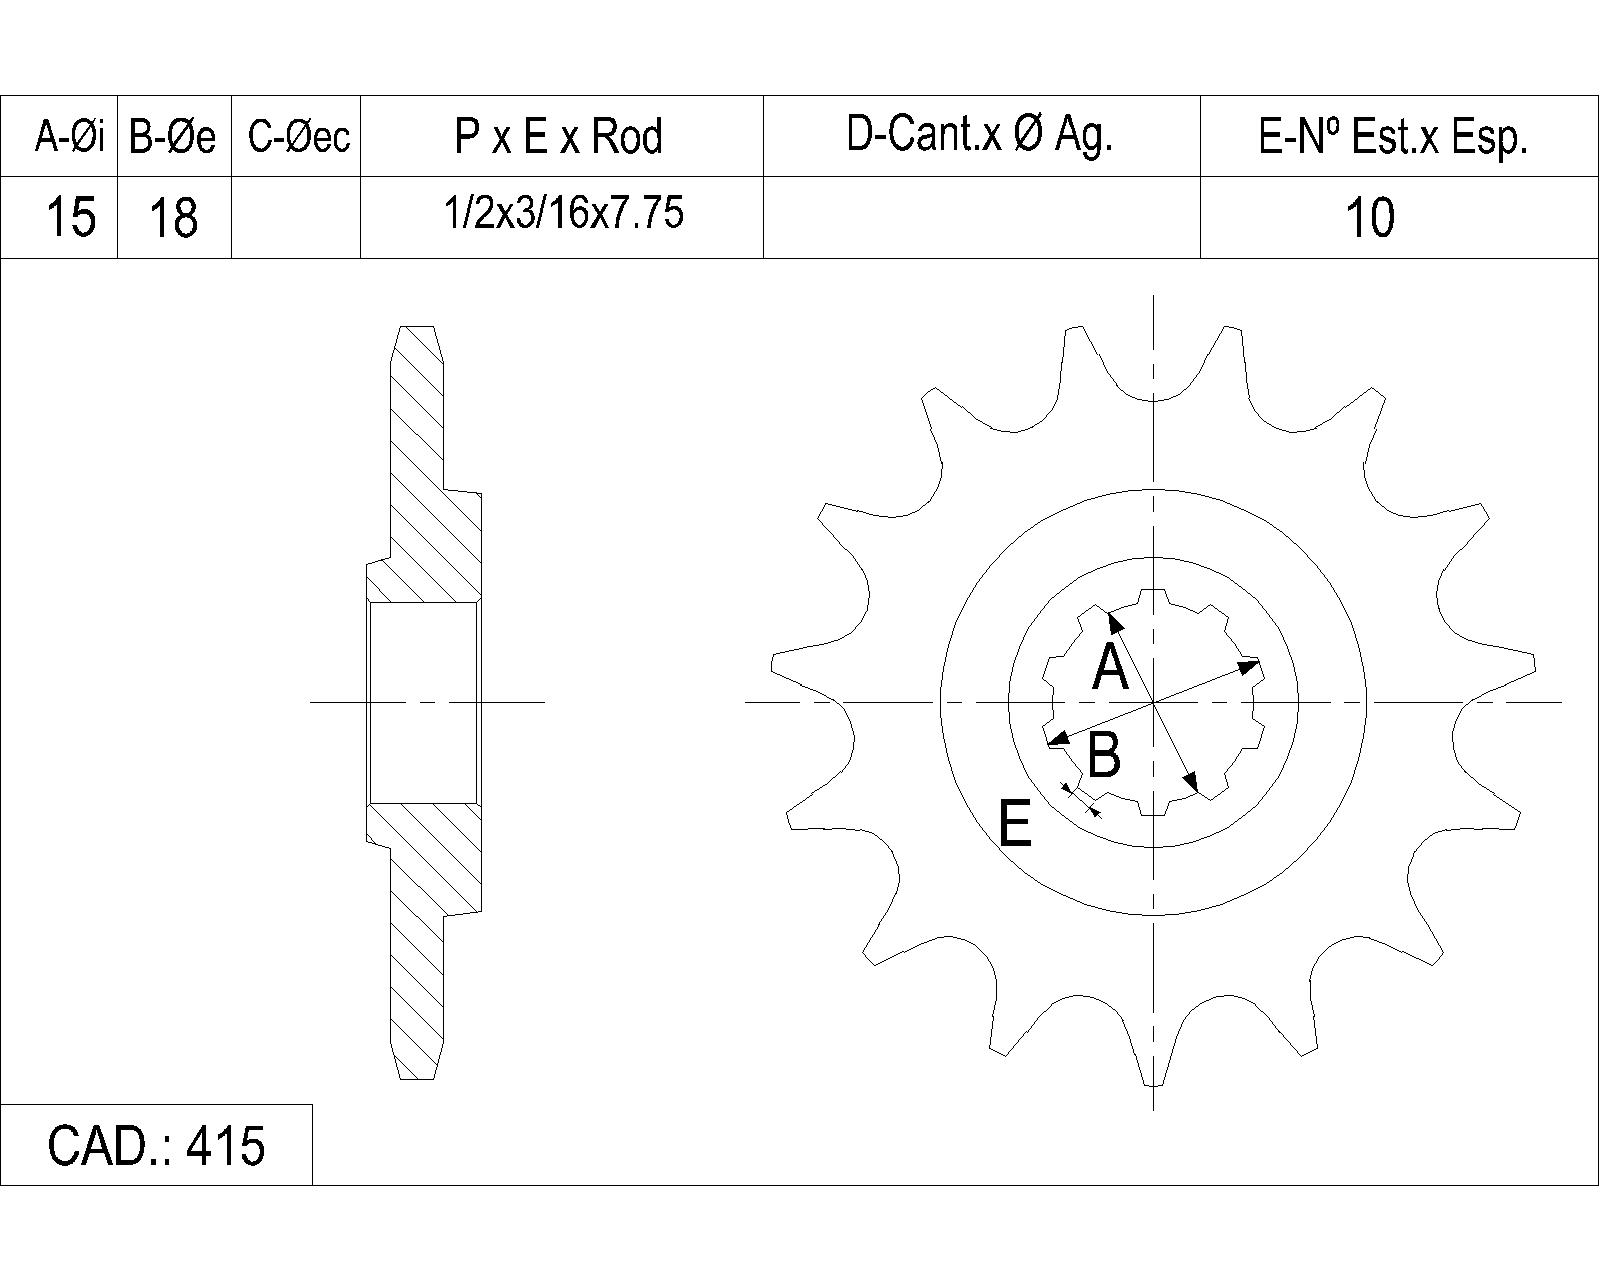 A-Øi B-Øe C-Øec P x E x Rod D-Cant.x Ø Ag. E-Nº Est.x Esp.
15 18 1/2x3/16x7.75 10
A
B
E
CAD.: 415